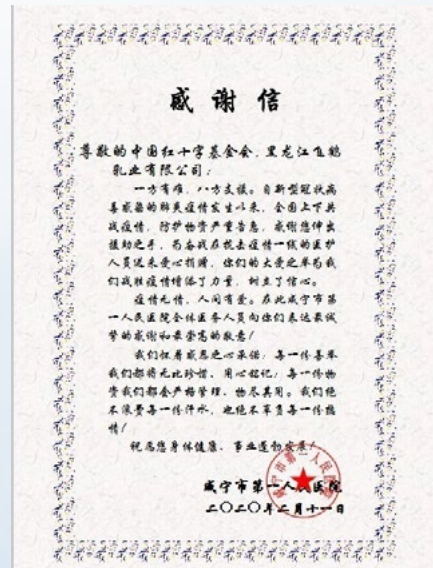 感谢信
尊敬的中国红十字基金会、黑龙江飞鹤
乳业有限公司:
一方有难,八方支援。自新型冠状病
毒感染的肺炎疫情发生以来,全国上下共
战疫情,防护物资严重告急,感谢您伸出
援助之手,为奋战在抗击疫情一线的医护
人员送来爱心捐赠,你们的大爱之举为我
们战胜疫情增添了力量,树立了信心。
疫情无情,人间有爱。在此咸宁市第
一人民医院全体医务人员向你们表达最诚
挚的感谢和最崇高的敬意!
我们怀着感恩之心承诺:每一份善举
我们都将无比珍惜、用心铭记;每一份物
资我们都会严格管理、物尽其用。我们绝
不浪费每一份汗水,也绝不辜负每一份热
情!
祝愿您身体健康、事业蓬勃发展!
咸宁市第一人民医院
二〇二〇年二月十一日